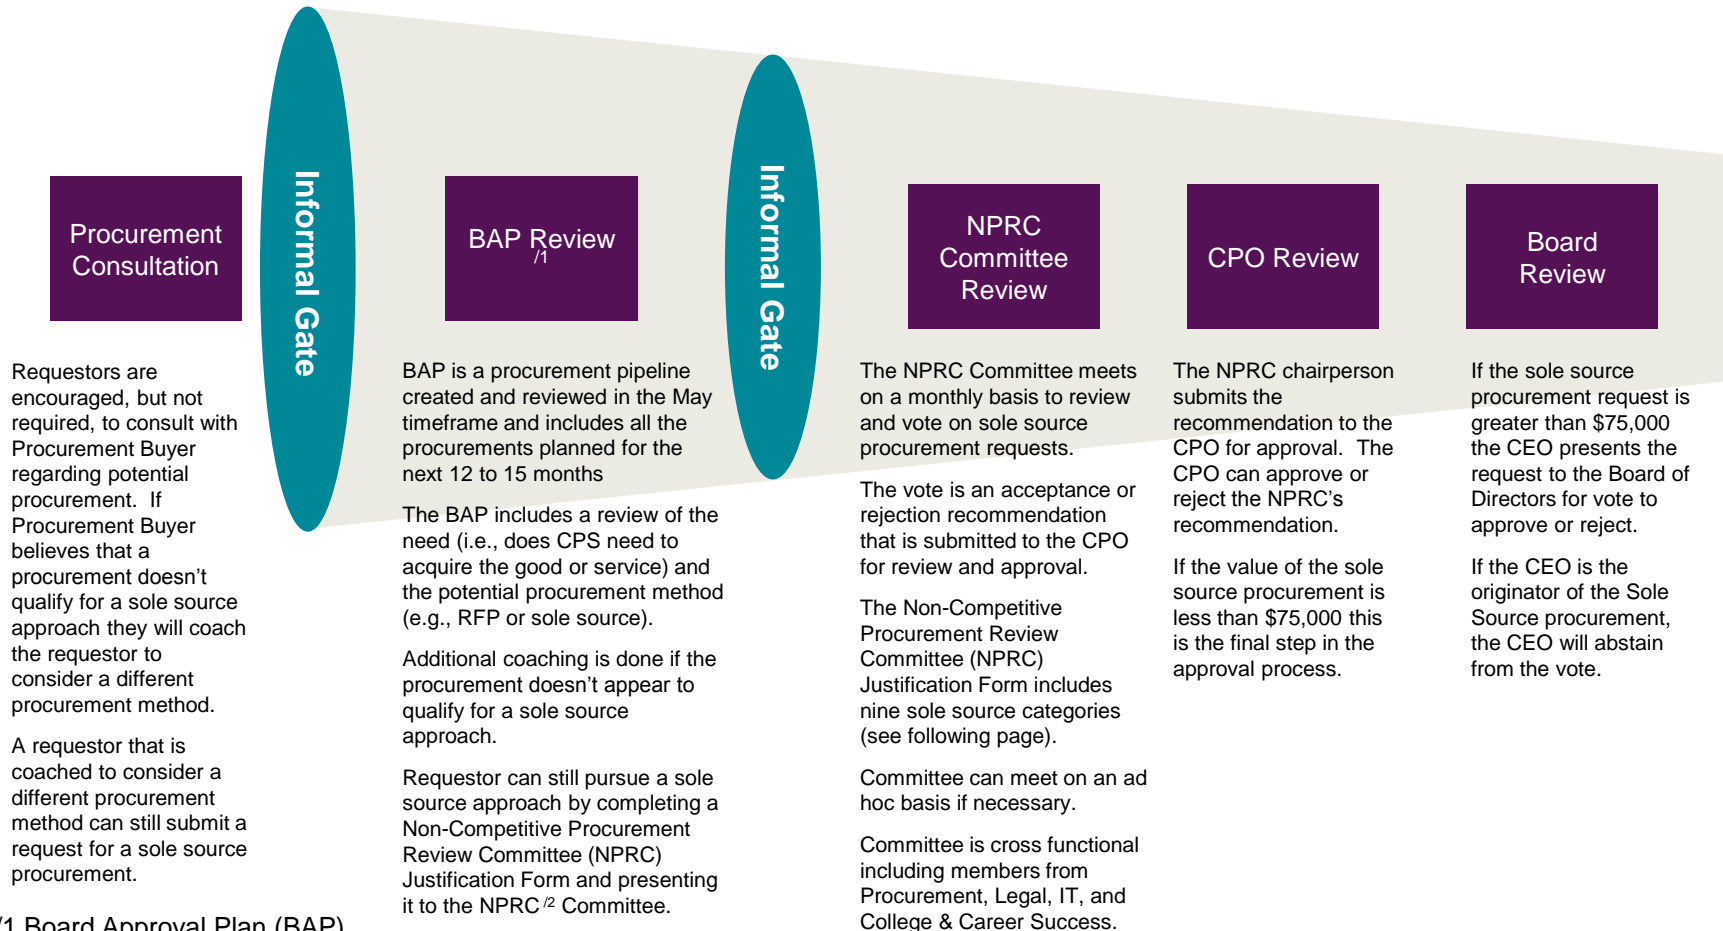 Procurement
Consultation
Informal Gate
BAP Review
/1
Informal Gate
NPRC
Committee
Review
CPO Review
Board
Review
Requestors are
encouraged, but not
required, to consult with
Procurement Buyer
regarding potential
procurement.  If
Procurement Buyer
believes that a
procurement doesn't
qualify for a sole source
approach they will coach
the requestor to
consider a different
procurement method.
A requestor that is
coached to consider a
different procurement
method can still submit a
request for a sole source
procurement.
BAP is a procurement pipeline
created and reviewed in the May
timeframe and includes all the
procurements planned for the
next 12 to 15 months
The BAP includes a review of the
need (i.e., does CPS need to
acquire the good or service) and
the potential procurement method
(e.g., RFP or sole source).
Additional coaching is done if the
procurement doesn't appear to
qualify for a sole source
approach.
Requestor can still pursue a sole
source approach by completing a
Non-Competitive Procurement
Review Committee (NPRC)
Justification Form and presenting
it to the NPRC /2 Committee.
The NPRC Committee meets
on a monthly basis to review
and vote on sole source
procurement requests.
The vote is an acceptance or
rejection recommendation
that is submitted to the CPO
for review and approval.
The Non-Competitive
Procurement Review
Committee (NPRC)
Justification Form includes
nine sole source categories
(see following page).
Committee can meet on an ad
hoc basis if necessary.
Committee is cross functional
including members from
Procurement, Legal, IT, and
College & Career Success.
The NPRC chairperson
submits the
recommendation to the
CPO for approval.  The
CPO can approve or
reject the NPRC's
recommendation.
If the value of the sole
source procurement is
less than $75,000 this
is the final step in the
approval process.
If the sole source
procurement request is
greater than $75,000
the CEO presents the
request to the Board of
Directors for vote to
approve or reject.
If the CEO is the
originator of the Sole
Source procurement,
the CEO will abstain
from the vote.
/1 Board Approval Plan (BAP)